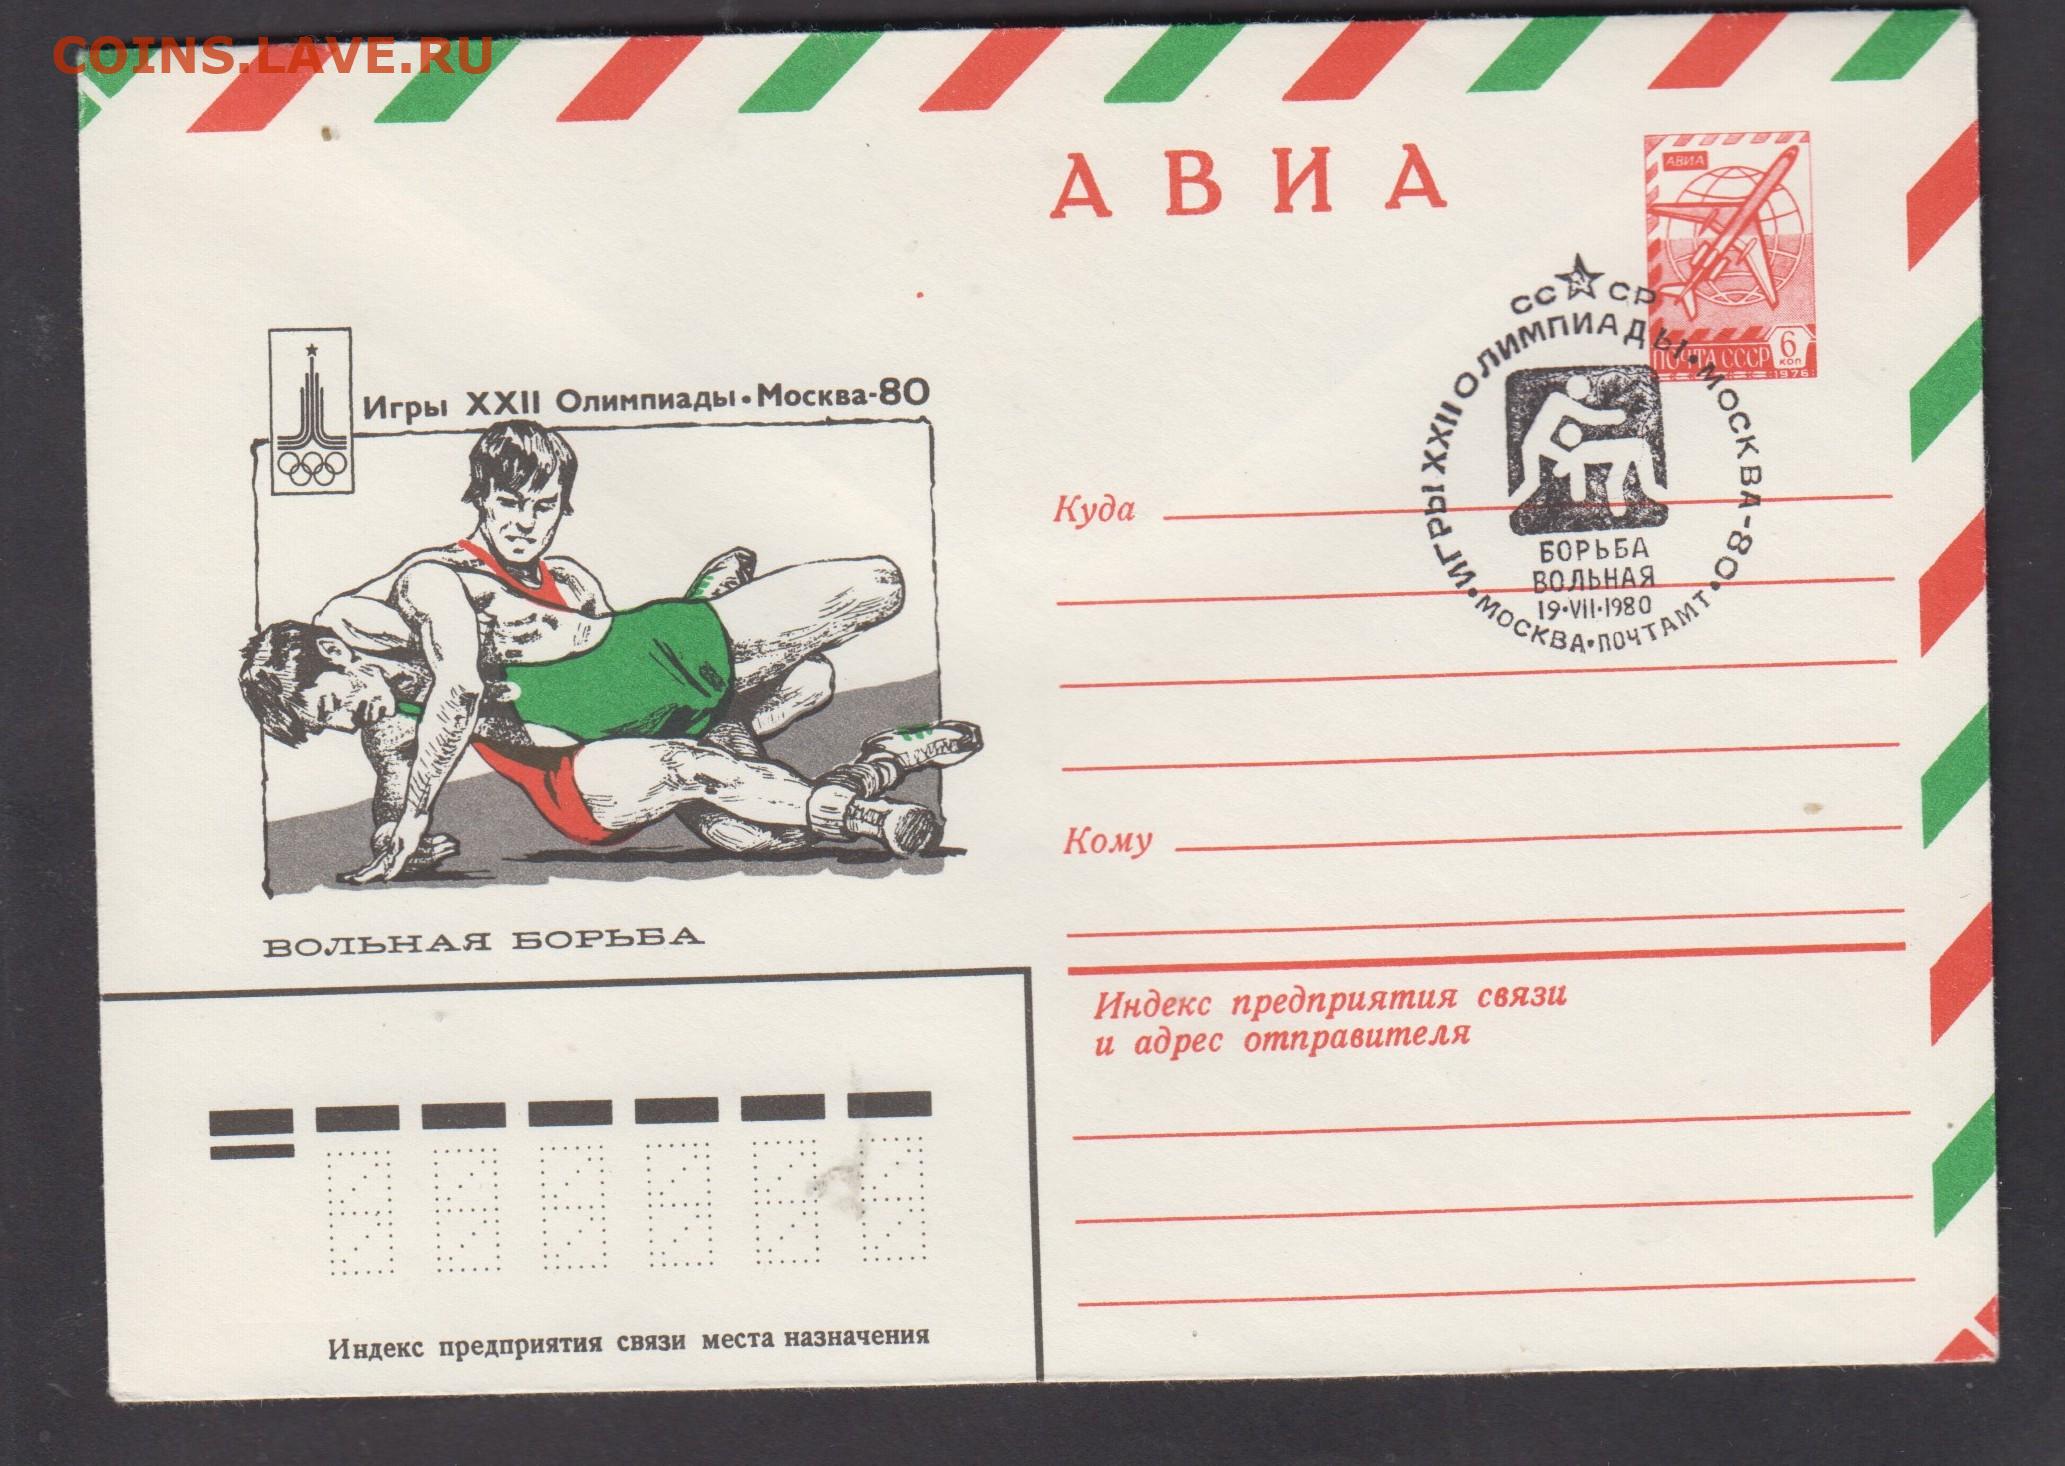 COINS.LAVE.RU
АВИА
АВИА
ПОЧТА СССР 6 КОП
1976
СССР
ИГРЫ XXII ОЛИМПИАДЫ • МОСКВА-80 •
БОРЬБА
ВОЛЬНАЯ
19•VII•1980
МОСКВА•ПОЧТАМТ•
Игры XXII Олимпиады•Москва-80
ВОЛЬНАЯ БОРЬБА
Куда
Кому
Индекс предприятия связи
и адрес отправителя
Индекс предприятия связи места назначения